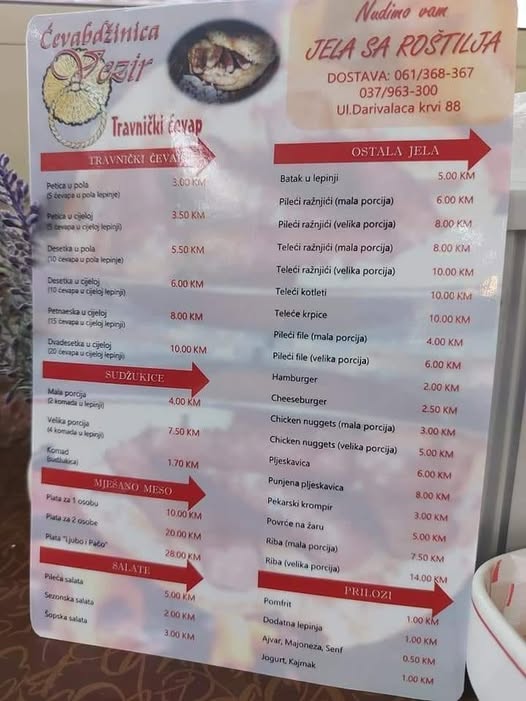 Ćevabdžinica
Vezir
Travnički ćevap
Nudimo vam
JELA SA ROŠTILJA
DOSTAVA: 061/368-367
037/963-300
Ul.Darivalaca krvi 88
TRAVNIČKI ĆEVAP
Petica u pola 3.00 KM
(5 ćevapa u pola lepinje)
Petica u cijeloj 3.50 KM
(5 ćevapa u cijeloj lepinji)
Desetka u pola 5.50 KM
(10 ćevapa u pola lepinje)
Desetka u cijeloj 6.00 KM
(10 ćevapa u cijeloj lepinji)
Petnaeska u cijeloj 8.00 KM
(15 ćevapa u cijeloj lepinji)
Dvadesetka u cijeloj 10.00 KM
(20 ćevapa u cijeloj lepinji)
SUDŽUKICE
Mala porcija 4.00 KM
(2 komada u lepinji)
Velika porcija 7.50 KM
(4 komada u lepinji)
Komad 1.70 KM
(sudžukica)
MJEŠANO MESO
Plata za 1 osobu 10.00 KM
Plata za 2 osobe 20.00 KM
Plata "Ljubo i Pačo" 28.00 KM
SALATE
Pileća salata 5.00 KM
Sezonska salata 2.00 KM
Šopska salata 3.00 KM
OSTALA JELA
Batak u lepinji 5.00 KM
Pileći ražnjići (mala porcija) 6.00 KM
Pileći ražnjići (velika porcija) 8.00 KM
Teleći ražnjići (mala porcija) 8.00 KM
Teleći ražnjići (velika porcija) 10.00 KM
Teleći kotleti 10.00 KM
Teleće krpice 10.00 KM
Pileći file (mala porcija) 4.00 KM
Pileći file (velika porcija) 6.00 KM
Hamburger 2.00 KM
Cheeseburger 2.50 KM
Chicken nuggets (mala porcija) 3.00 KM
Chicken nuggets (velika porcija) 5.00 KM
Pljeskavica 6.00 KM
Punjena pljeskavica 8.00 KM
Pekarski krompir 3.00 KM
Povrće na žaru 5.00 KM
Riba (mala porcija) 7.50 KM
Riba (velika porcija) 14.00 KM
PRILOZI
Pomfrit 1.00 KM
Dodatna lepinja 1.00 KM
Ajvar, Majoneza, Senf 0.50 KM
Jogurt, Kajmak 1.00 KM